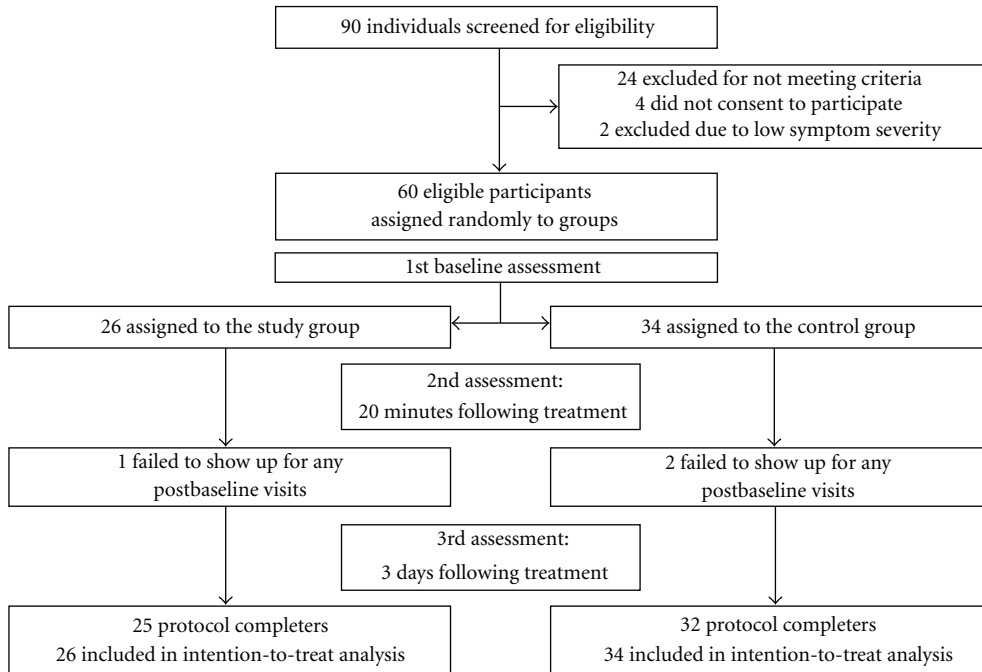 90 individuals screened for eligibility
24 excluded for not meeting criteria
4 did not consent to participate
2 excluded due to low symptom severity
60 eligible participants
assigned randomly to groups
1st baseline assessment
26 assigned to the study group
34 assigned to the control group
2nd assessment:
20 minutes following treatment
1 failed to show up for any
postbaseline visits
2 failed to show up for any
postbaseline visits
3rd assessment:
3 days following treatment
25 protocol completers
26 included in intention-to-treat analysis
32 protocol completers
34 included in intention-to-treat analysis